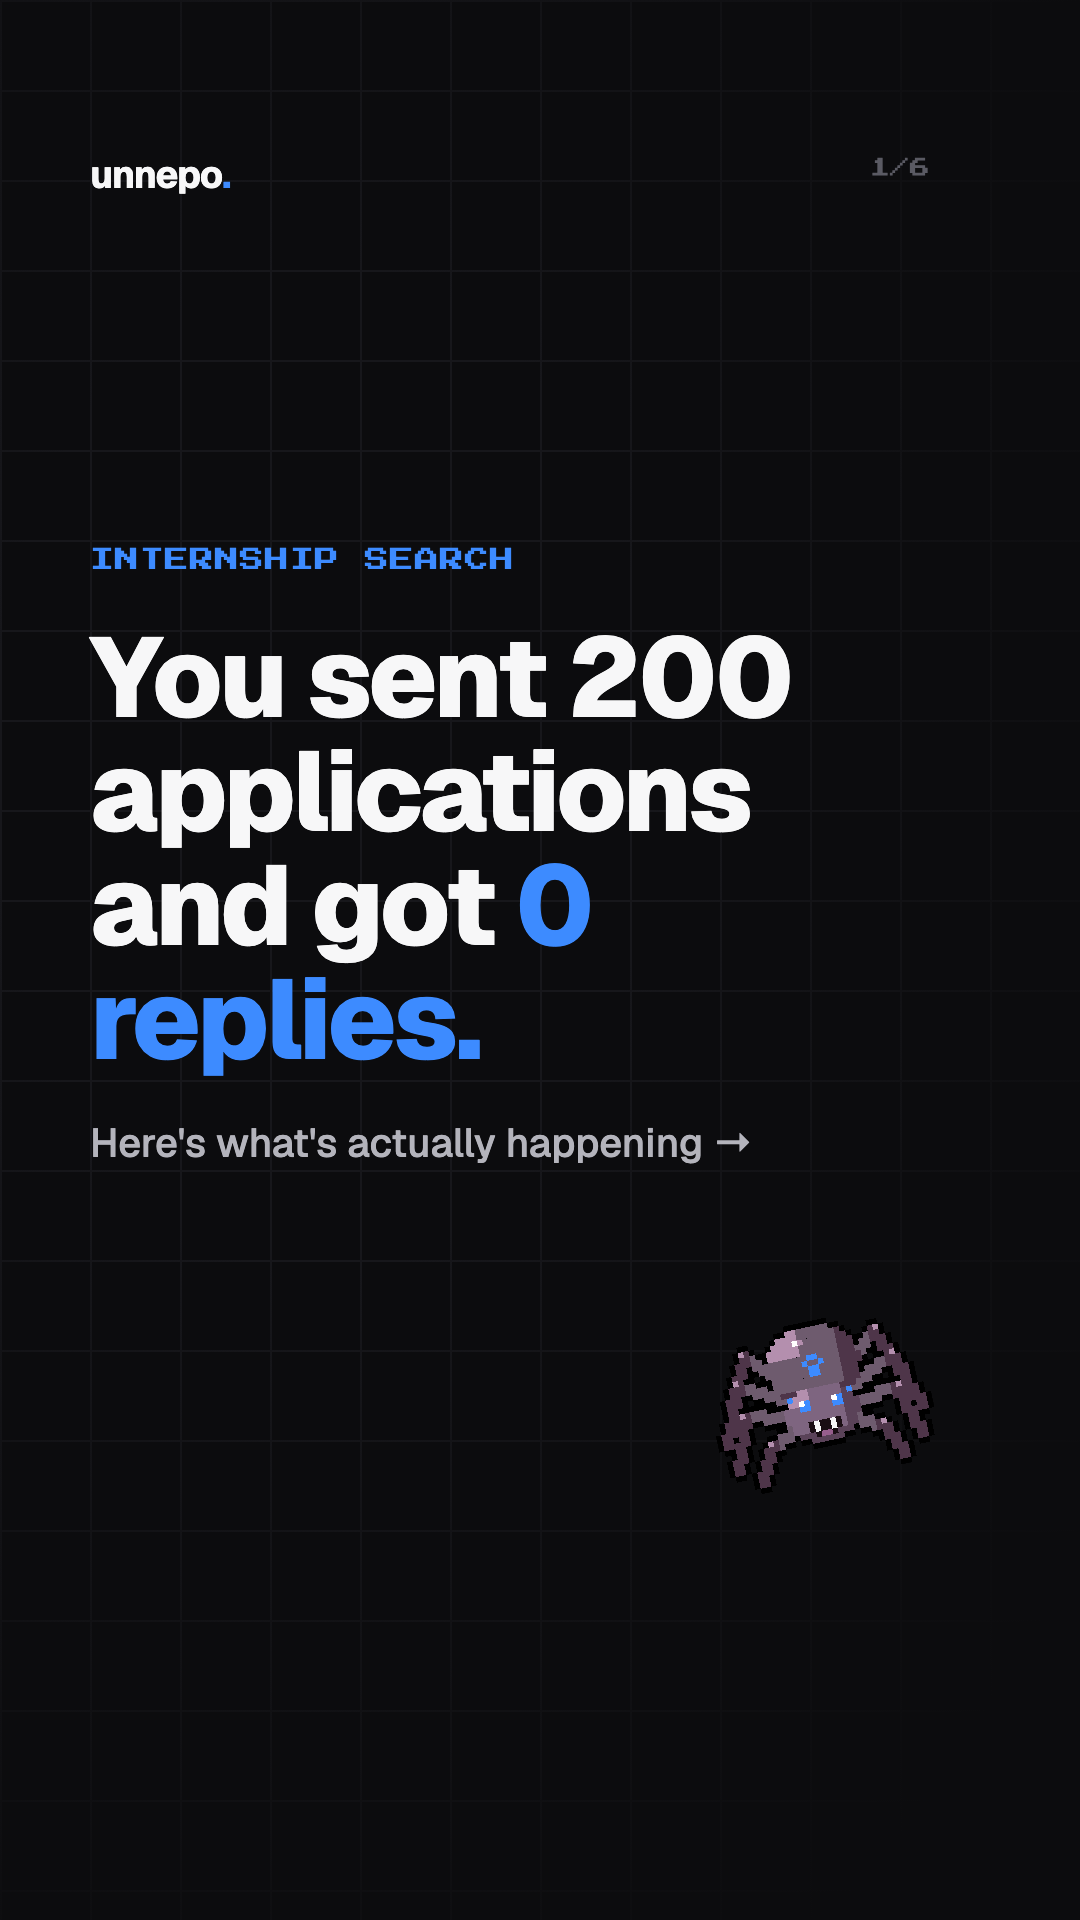 unnepo.
1/6
INTERNSHIP SEARCH
You sent 200
applications
and got 0
replies.
Here's what's actually happening →